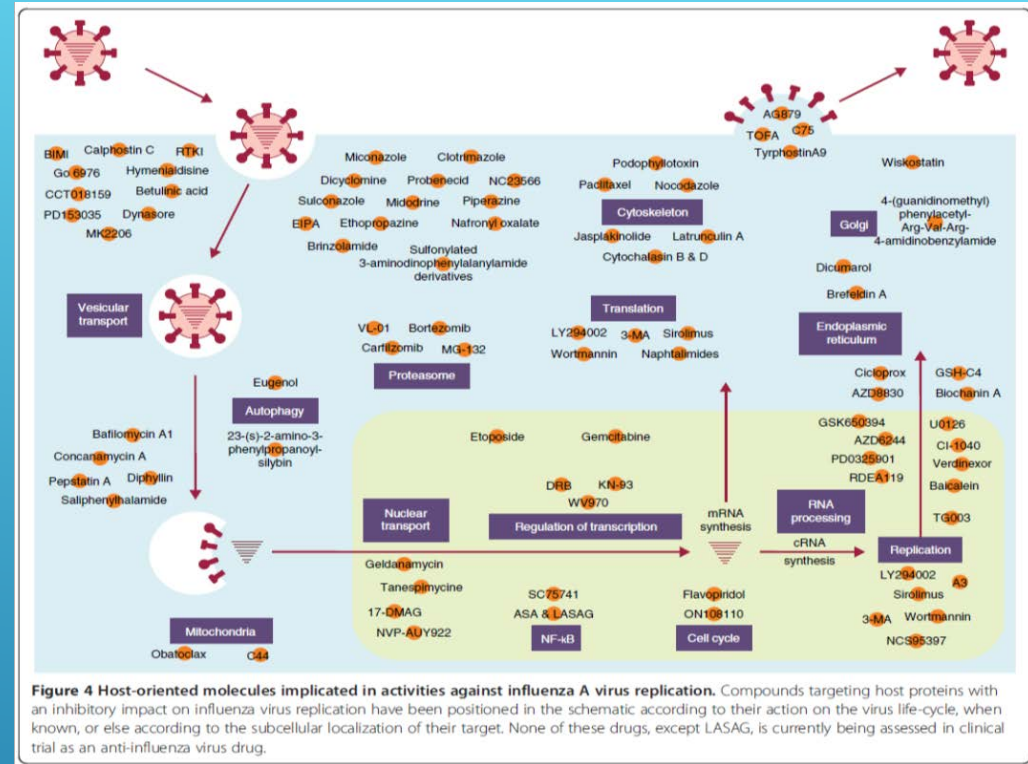 BIMI
Calphostin C
RTKI
Go 6976
Hymenialdisine
CCT018159
Betulinic acid
PD153035
Dynasore
MK2206
Vesicular
transport
Miconazole
Clotrimazole
Dicyclomine
Probenecid
NC23566
Sulconazole
Midodrine
Piperazine
EIPA
Ethopropazine
Nafronyl oxalate
Brinzolamide
Sulfonylated
3-aminodinophenylalanylamide
derivatives
VL-01
Bortezomib
Carfilzomib
MG-132
Proteasome
Eugenol
Autophagy
23-(s)-2-amino-3-
phenylpropanoyl-
silybin
Bafilomycin A1
Concanamycin A
Pepstatin A
Diphyllin
Saliphenylhalamide
Mitochondria
Obatoclax
C44
Podophyllotoxin
Paclitaxel
Nocodazole
Cytoskeleton
Jasplakinolide
Latrunculin A
Cytochalasin B & D
Translation
LY294002
3-MA
Sirolimus
Wortmannin
Naphtalimides
AG879
TOFA
C75
TyrphostinA9
Wiskostatin
Golgi
4-(guanidinomethyl)
phenylacetyl-
Arg-Val-Arg-
4-amidinobenzylamide
Dicumarol
Brefeldin A
Endoplasmic
reticulum
Cicloprox
GSH-C4
AZD8830
Biochanin A
GSK650394
U0126
AZD6244
CI-1040
PD0325901
Verdinexor
RDEA119
Baicalein
TG003
Etoposide
Gemcitabine
DRB
KN-93
WV970
Nuclear
transport
Regulation of transcription
mRNA
synthesis
RNA
processing
cRNA
synthesis
Replication
Geldanamycin
Tanespimycine
17-DMAG
NVP-AUY922
SC75741
ASA & LASAG
NF-κB
Flavopiridol
ON108110
Cell cycle
LY294002
A3
Sirolimus
3-MA
Wortmannin
NCS95397
Figure 4 Host-oriented molecules implicated in activities against influenza A virus replication. Compounds targeting host proteins with
an inhibitory impact on influenza virus replication have been positioned in the schematic according to their action on the virus life-cycle, when
known, or else according to the subcellular localization of their target. None of these drugs, except LASAG, is currently being assessed in clinical
trial as an anti-influenza virus drug.